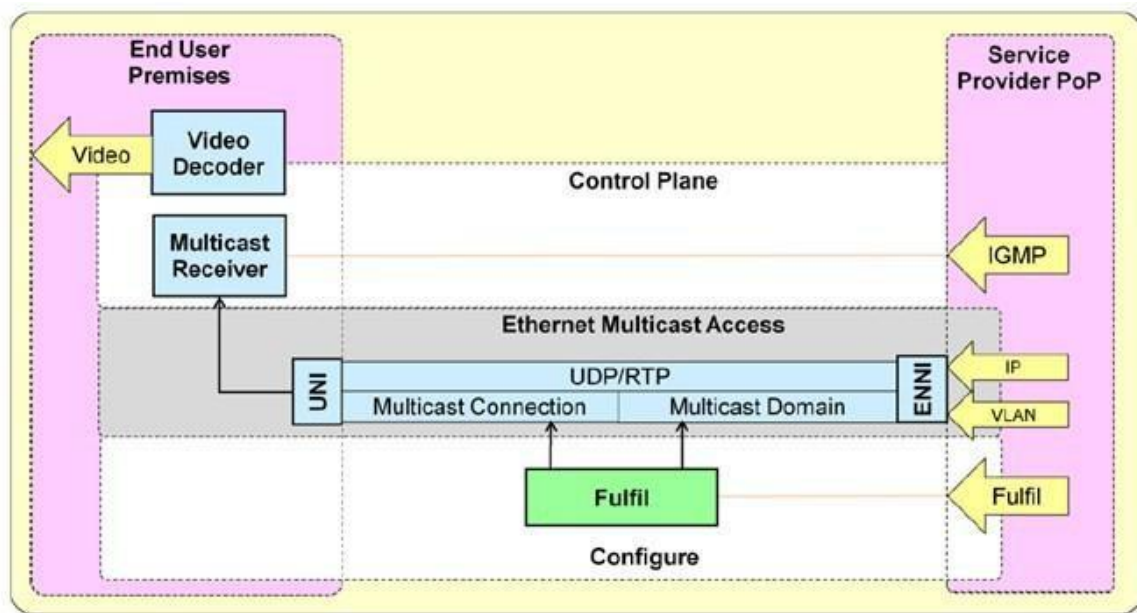 End User
Premises
Service
Provider PoP
Video
Video
Decoder
Control Plane
Multicast
Receiver
IGMP
Ethernet Multicast Access
UNI
UDP/RTP
ENNI
IP
Multicast Connection
Multicast Domain
VLAN
Fulfil
Fulfil
Configure